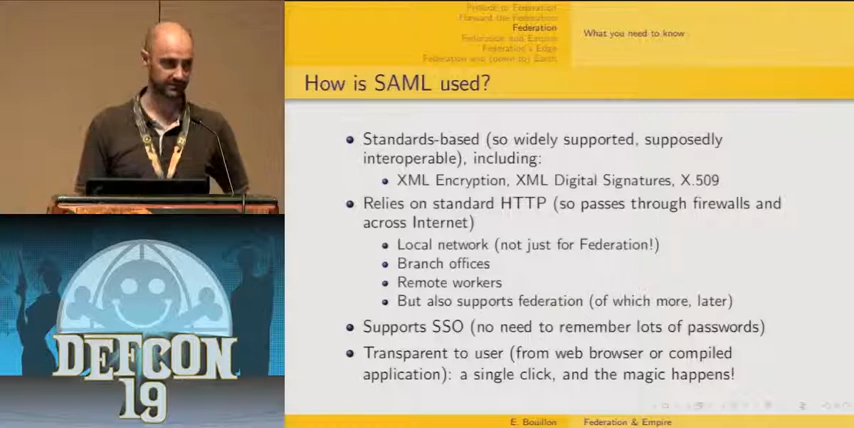 Prelude to Federation
Forward the Federation
Federation
Federation and Empire
Federation's Edge
Federation and (down to) Earth
What you need to know
How is SAML used?
Standards-based (so widely supported, supposedly
interoperable), including:
XML Encryption, XML Digital Signatures, X.509
Relies on standard HTTP (so passes through firewalls and
across Internet)
Local network (not just for Federation!)
Branch offices
Remote workers
But also supports federation (of which more, later)
Supports SSO (no need to remember lots of passwords)
Transparent to user (from web browser or compiled
application): a single click, and the magic happens!
E. Bouillon
Federation & Empire
DEFCON
19